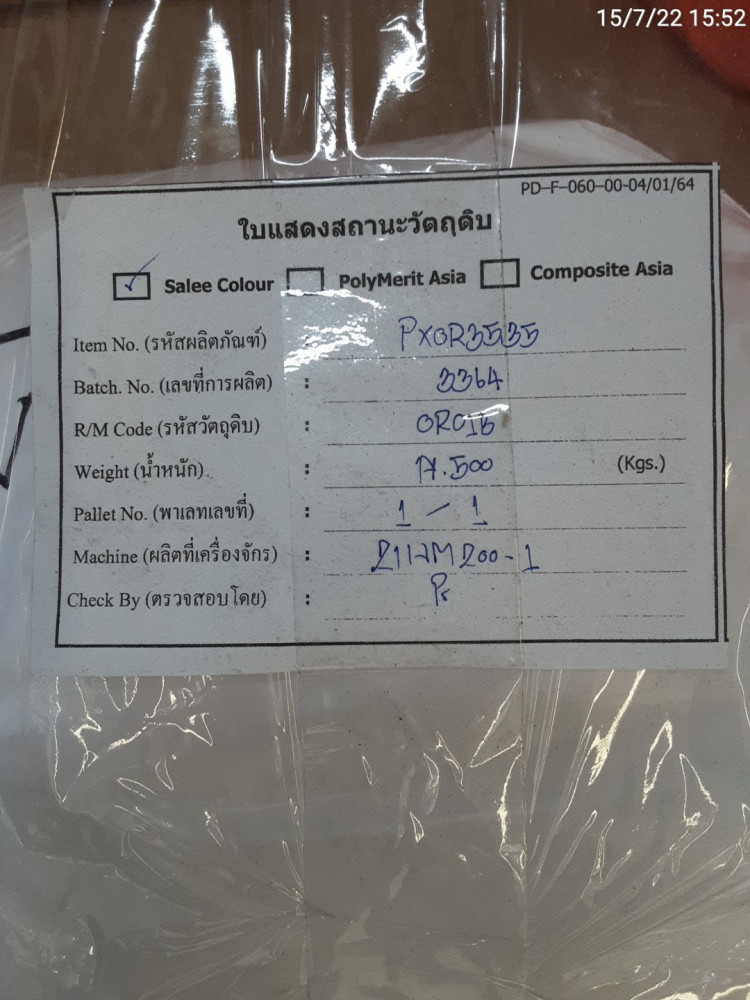 15/7/22 15:52
PD-F-060-00-04/01/64
ใบแสดงสถานะวัตถุดิบ
✓ Salee Colour PolyMerit Asia Composite Asia
Item No. (รหัสผลิตภัณฑ์) PXOR3535
Batch. No. (เลขที่การผลิต) : 3364
R/M Code (รหัสวัตถุดิบ) :
Weight (น้ำหนัก). : 17.500 (Kgs.)
Pallet No. (พาเลทเลขที่) : 1 - 1
Machine (ผลิตที่เครื่องจักร) :
Check By (ตรวจสอบโดย) :